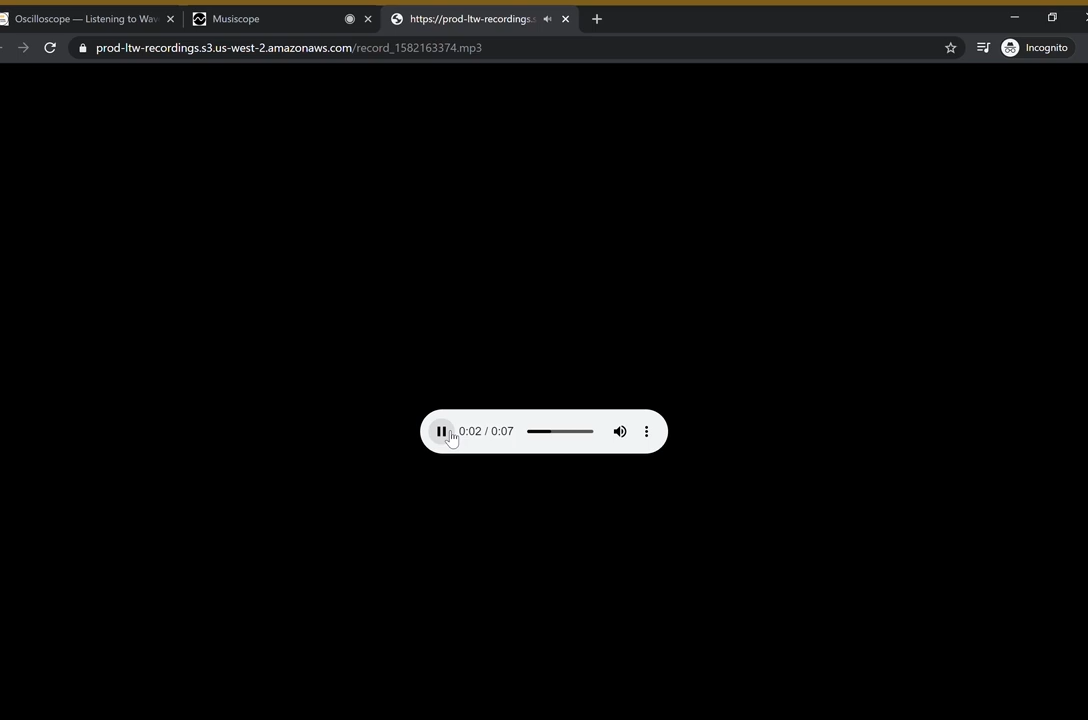 Oscilloscope — Listening to Wav
Musiscope
https://prod-ltw-recordings.s
prod-ltw-recordings.s3.us-west-2.amazonaws.com/record_1582163374.mp3
Incognito
0:02 / 0:07